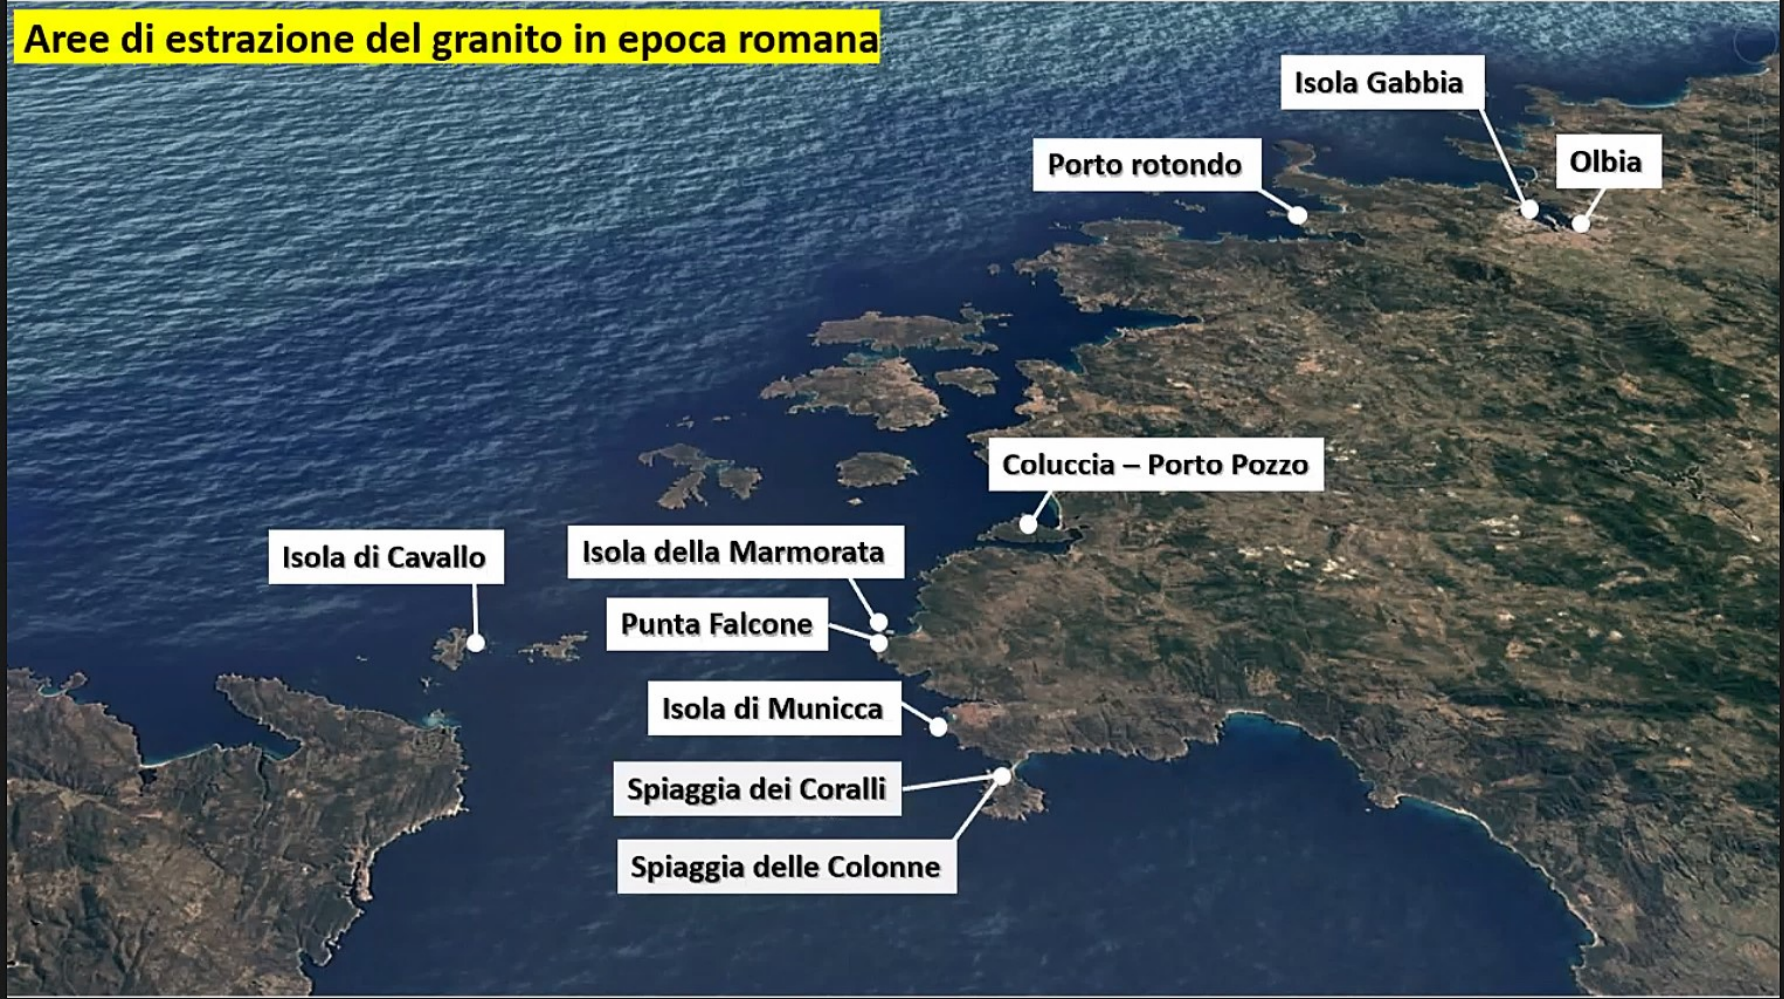 Aree di estrazione del granito in epoca romana
Isola Gabbia
Porto rotondo
Olbia
Coluccia – Porto Pozzo
Isola di Cavallo
Isola della Marmorata
Punta Falcone
Isola di Municca
Spiaggia dei Coralli
Spiaggia delle Colonne